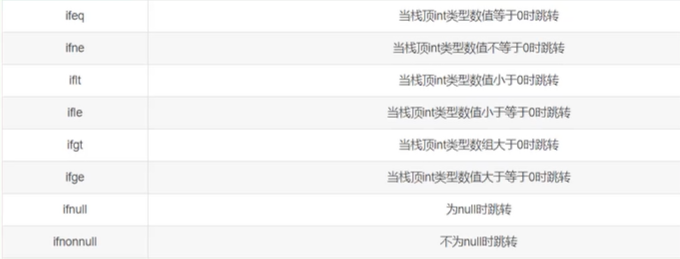 ifeq 当栈顶int类型数值等于0时跳转
ifne 当栈顶int类型数值不等于0时跳转
iflt 当栈顶int类型数值小于0时跳转
ifle 当栈顶int类型数值小于等于0时跳转
ifgt 当栈顶int类型数组大于0时跳转
ifge 当栈顶int类型数值大于等于0时跳转
ifnull 为null时跳转
ifnonnull 不为null时跳转